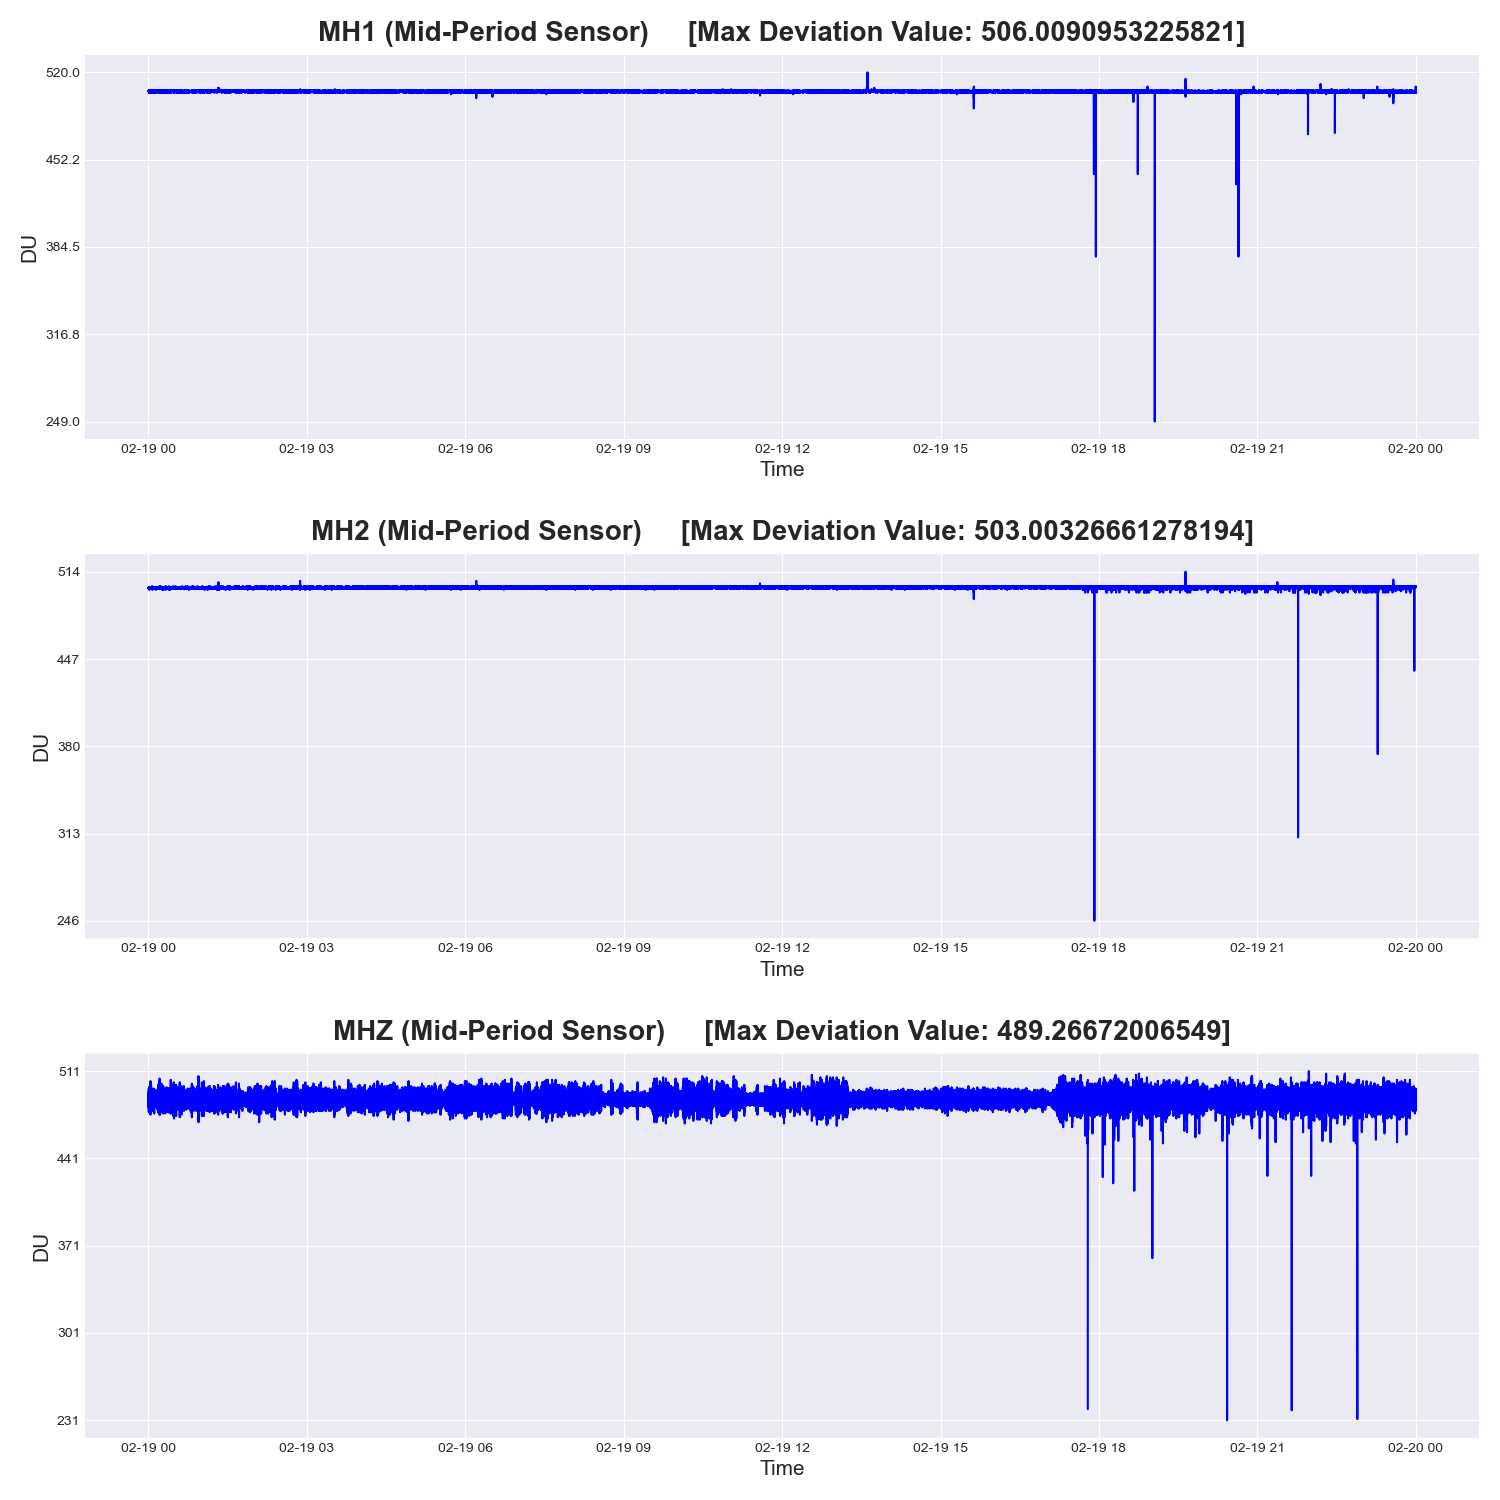 MH1 (Mid-Period Sensor) [Max Deviation Value: 506.0090953225821]
520.0
452.2
384.5
316.8
249.0
DU
02-19 00 02-19 03 02-19 06 02-19 09 02-19 12 02-19 15 02-19 18 02-19 21 02-20 00
Time
MH2 (Mid-Period Sensor) [Max Deviation Value: 503.00326661278194]
514
447
380
313
246
DU
02-19 00 02-19 03 02-19 06 02-19 09 02-19 12 02-19 15 02-19 18 02-19 21 02-20 00
Time
MHZ (Mid-Period Sensor) [Max Deviation Value: 489.26672006549]
511
441
371
301
231
DU
02-19 00 02-19 03 02-19 06 02-19 09 02-19 12 02-19 15 02-19 18 02-19 21 02-20 00
Time